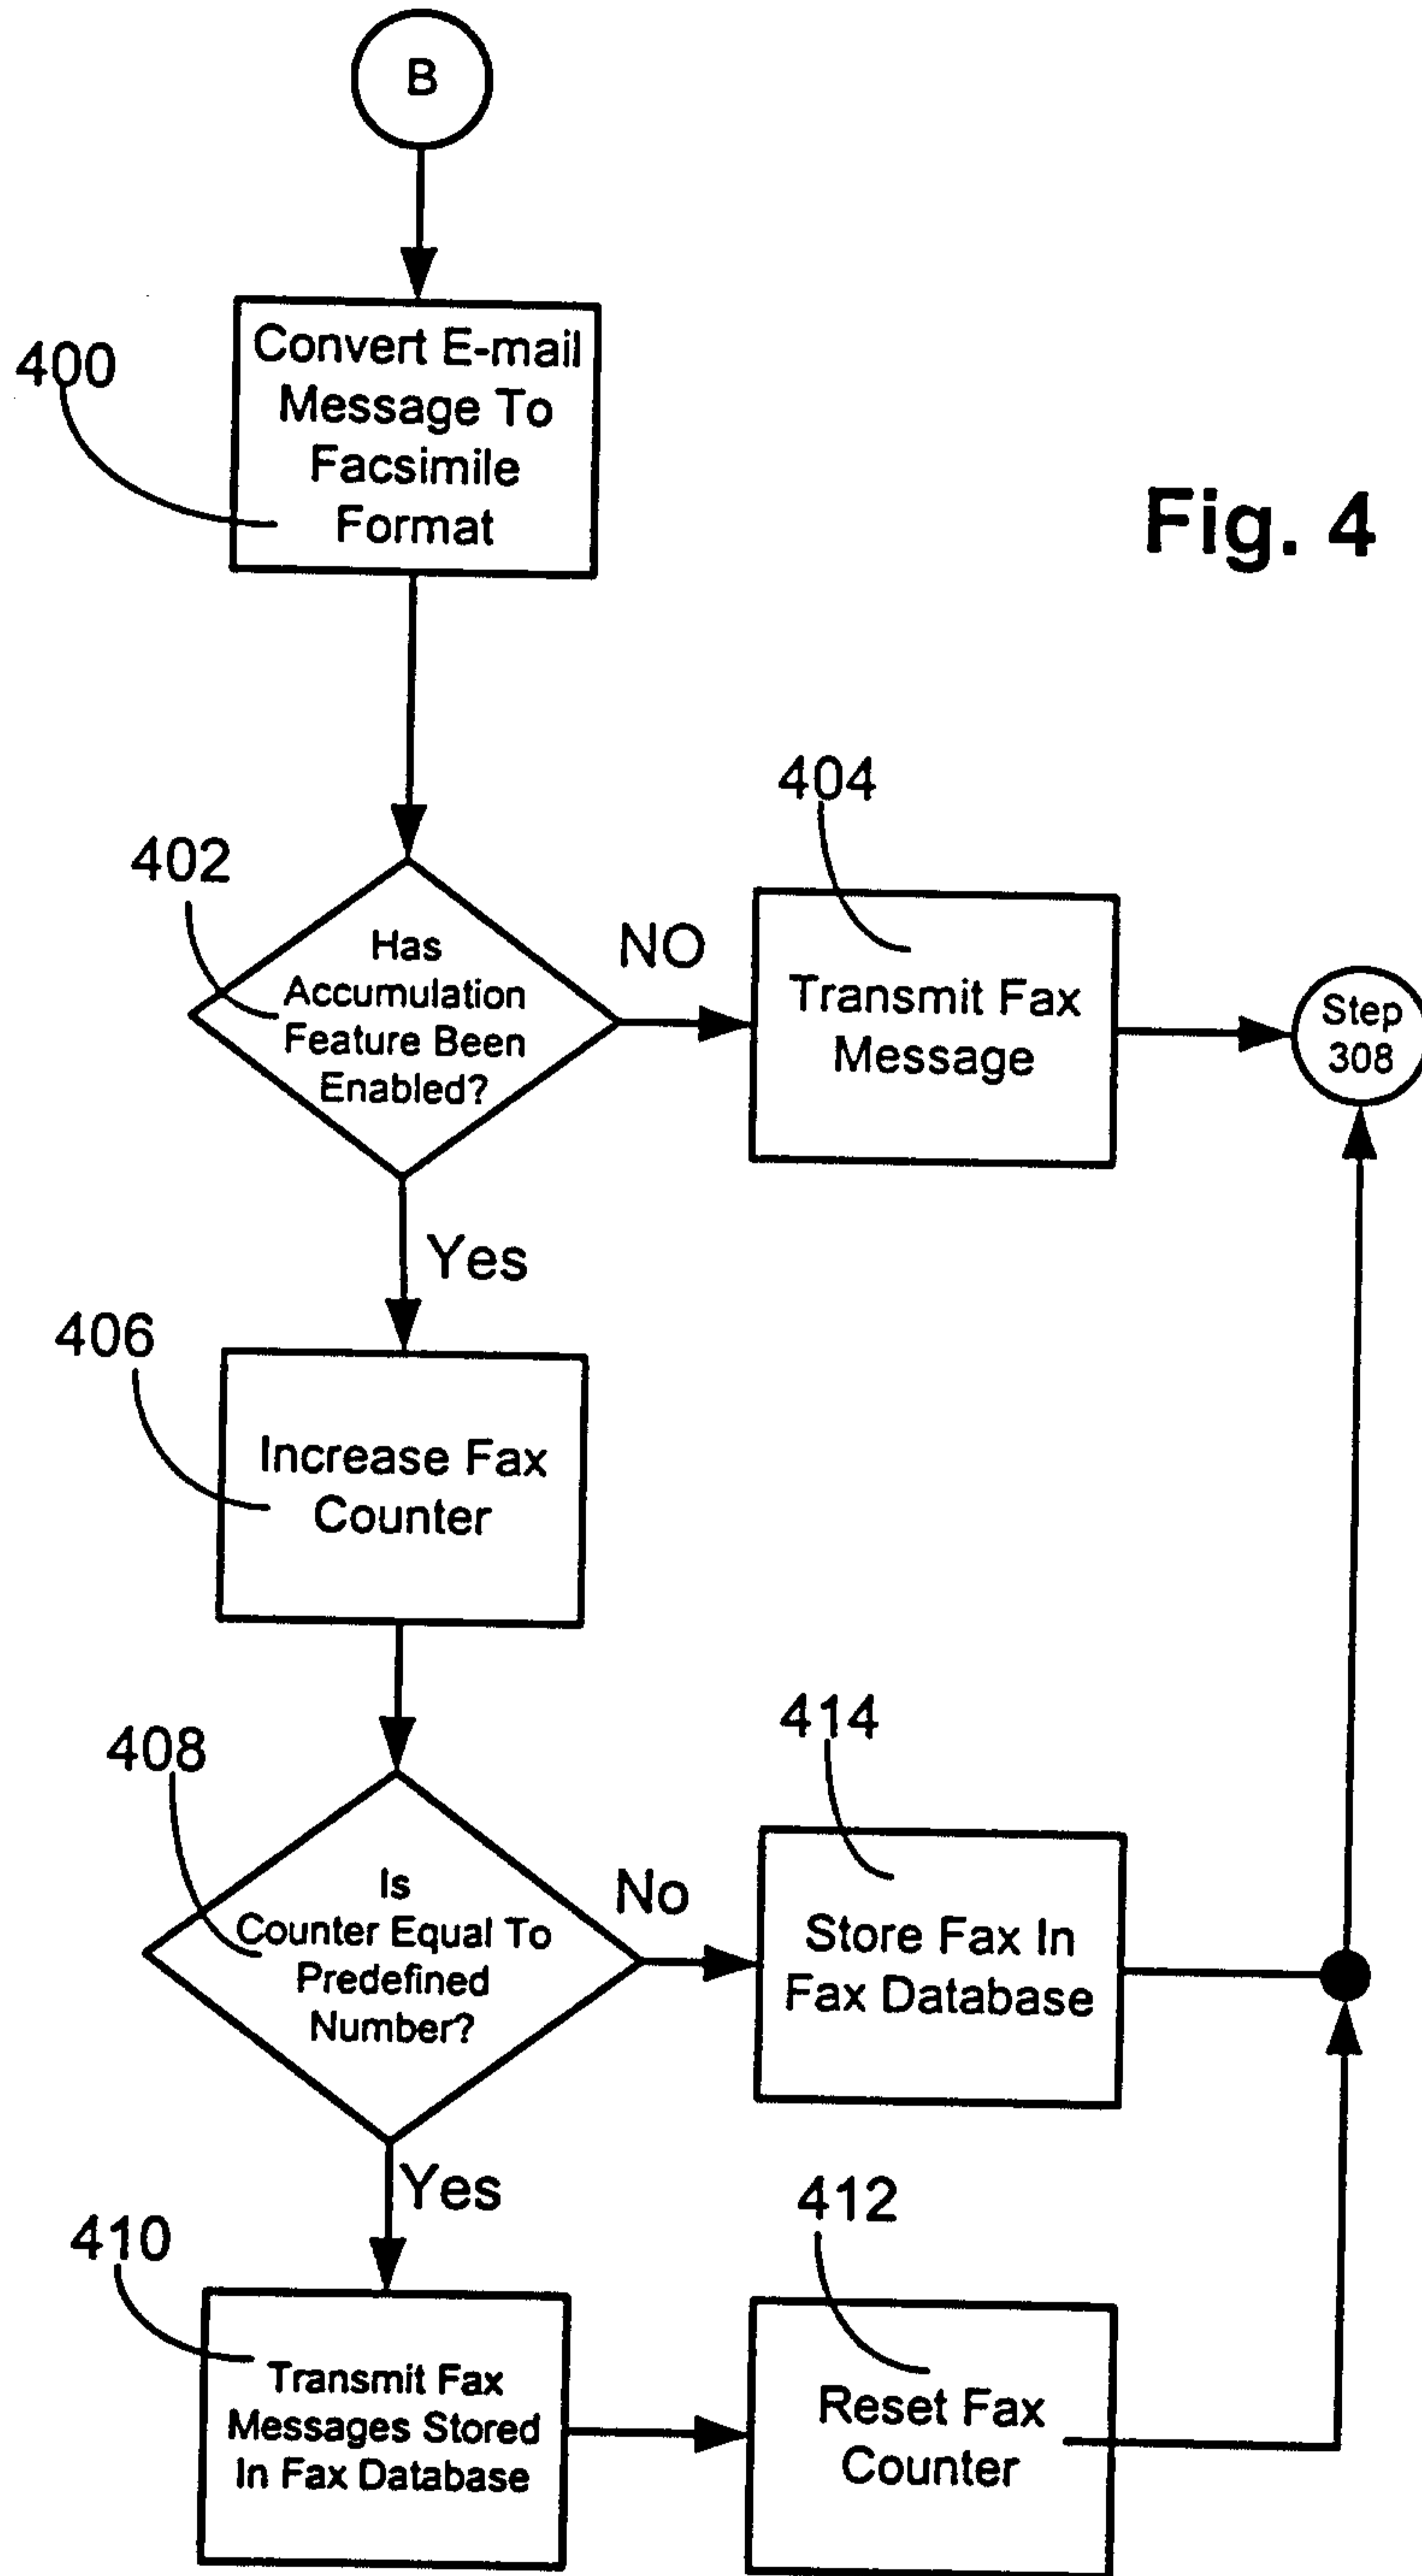 B
400
Convert E-mail
Message To
Facsimile
Format
Fig. 4
402
Has
Accumulation
Feature Been
Enabled?
NO
404
Transmit Fax
Message
Step
308
Yes
406
Increase Fax
Counter
408
Is
Counter Equal To
Predefined
Number?
No
414
Store Fax In
Fax Database
Yes
410
Transmit Fax
Messages Stored
In Fax Database
412
Reset Fax
Counter